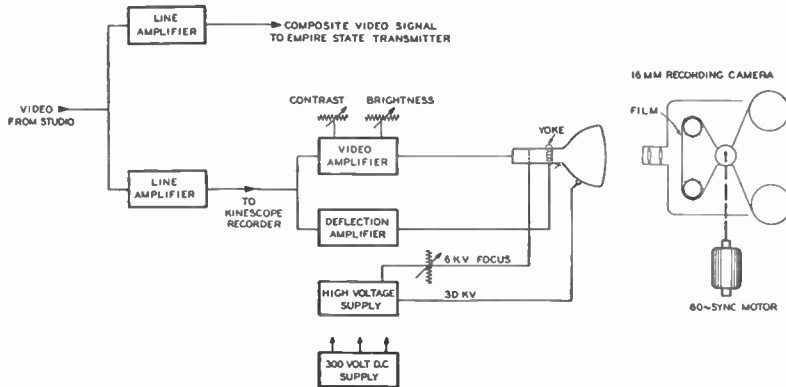 LINE
AMPLIFIER
COMPOSITE VIDEO SIGNAL
TO EMPIRE STATE TRANSMITTER
16 MM RECORDING CAMERA
CONTRAST
BRIGHTNESS
FILM
VIDEO
FROM STUDIO
YOKE
VIDEO
AMPLIFIER
LINE
AMPLIFIER
TO
KINESCOPE
RECORDER
DEFLECTION
AMPLIFIER
6 KV FOCUS
HIGH VOLTAGE
SUPPLY
30 KV
60~SYNC MOTOR
300 VOLT D.C
SUPPLY